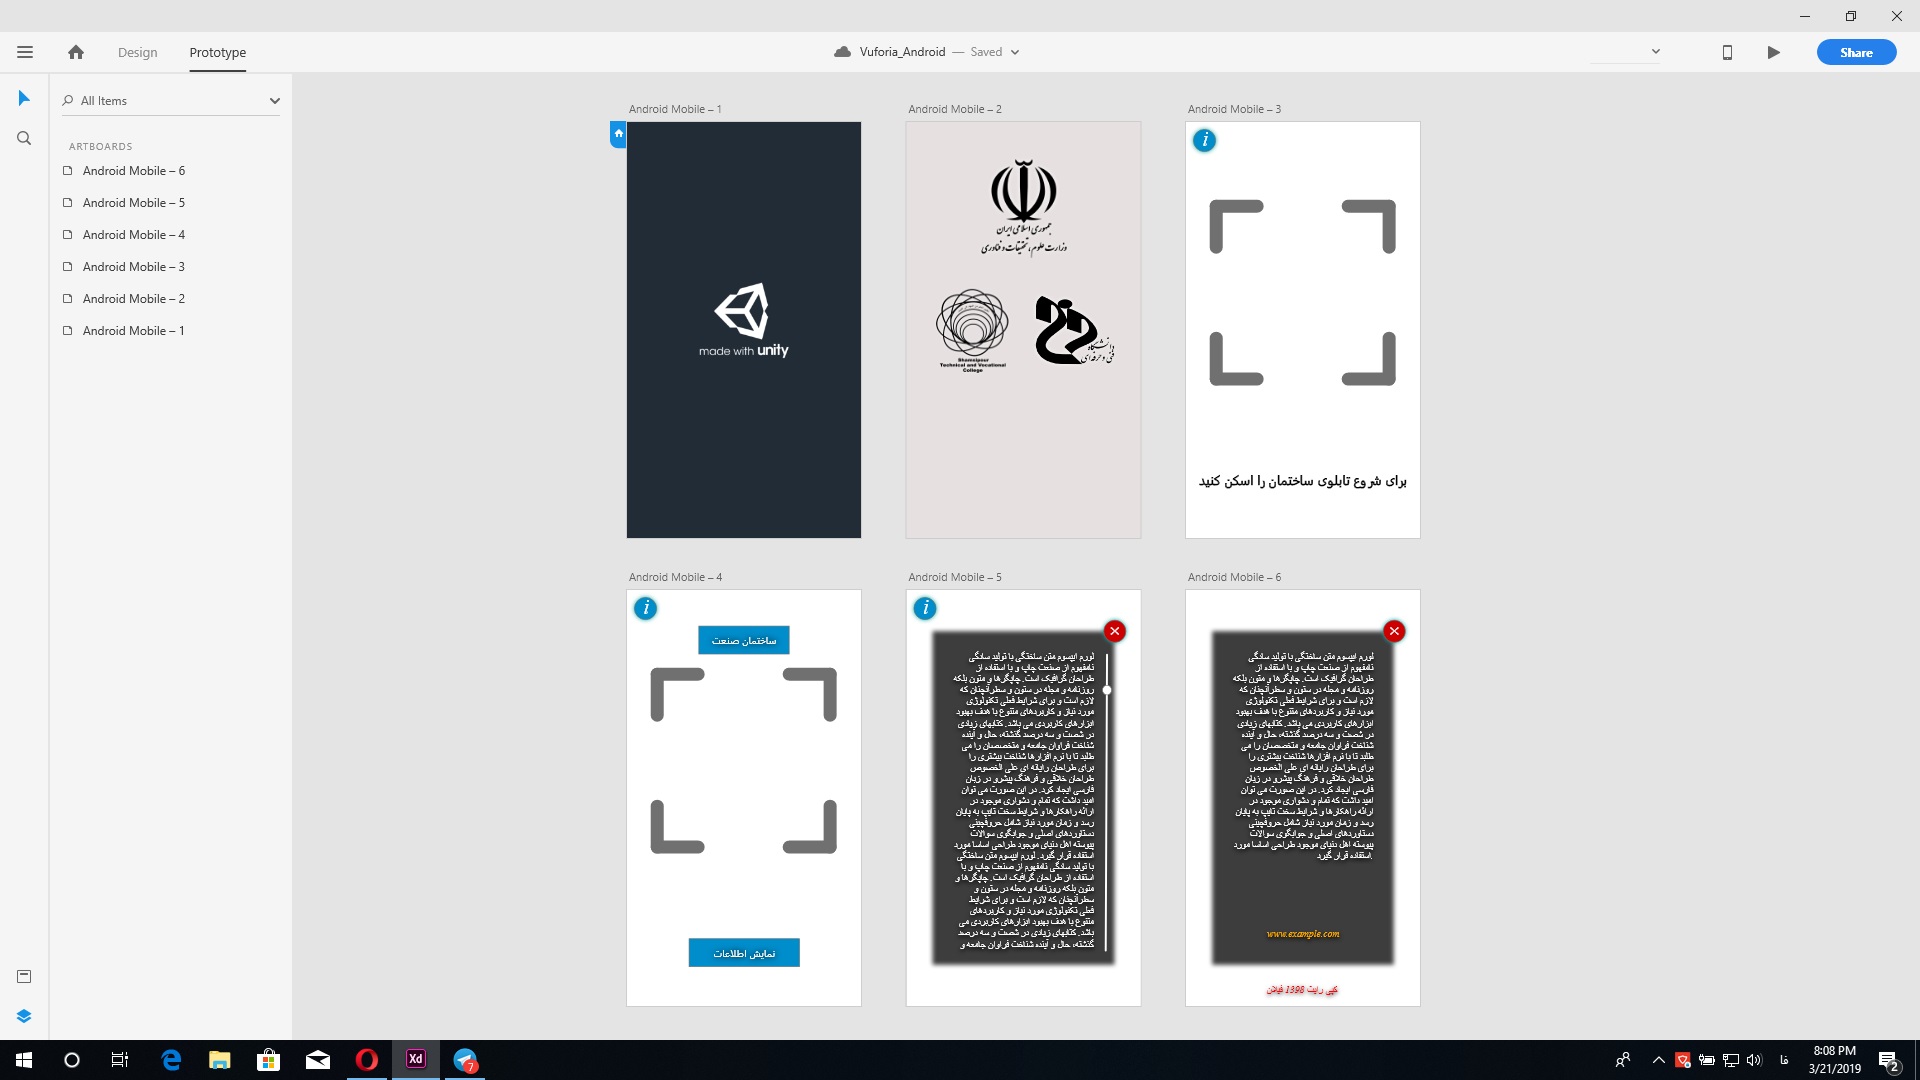 Design
Prototype
Vuforia_Android — Saved
Share
All Items
ARTBOARDS
Android Mobile – 6
Android Mobile – 5
Android Mobile – 4
Android Mobile – 3
Android Mobile – 2
Android Mobile – 1
Android Mobile – 1
made with unity
Android Mobile – 2
جمهوری اسلامی ایران
وزارت علوم، تحقیقات و فناوری
Shamsipour
Technical and Vocational
College
دانشگاه
فنی و حرفه‌ای
Android Mobile – 3
i
برای شروع تابلوی ساختمان را اسکن کنید
Android Mobile – 4
i
ساختمان صنعت
نمایش اطلاعات
Android Mobile – 5
i
لورم ایپسوم متن ساختگی با تولید سادگی
نامفهوم از صنعت چاپ و با استفاده از
طراحان گرافیک است. چاپگرها و متون بلکه
روزنامه و مجله در ستون و سطرآنچنان که
لازم است و برای شرایط فعلی تکنولوژی
مورد نیاز و کاربردهای متنوع با هدف بهبود
ابزارهای کاربردی می باشد. کتابهای زیادی
در شصت و سه درصد گذشته، حال و آینده
شناخت فراوان جامعه و متخصصان را می
طلبد تا با نرم افزارها شناخت بیشتری را
برای طراحان رایانه ای علی الخصوص
طراحان خلاقی و فرهنگ پیشرو در زبان
فارسی ایجاد کرد. در این صورت می توان
امید داشت که تمام و دشواری موجود در
ارائه راهکارها و شرایط سخت تایپ به پایان
رسد و زمان مورد نیاز شامل حروفچینی
دستاوردهای اصلی و جوابگوی سوالات
پیوسته اهل دنیای موجود طراحی اساسا مورد
استفاده قرار گیرد. لورم ایپسوم متن ساختگی
با تولید سادگی نامفهوم از صنعت چاپ و با
استفاده از طراحان گرافیک است. چاپگرها و
متون بلکه روزنامه و مجله در ستون و
سطرآنچنان که لازم است و برای شرایط
فعلی تکنولوژی مورد نیاز و کاربردهای
متنوع با هدف بهبود ابزارهای کاربردی می
باشد. کتابهای زیادی در شصت و سه درصد
گذشته، حال و آینده شناخت فراوان جامعه و
Android Mobile – 6
لورم ایپسوم متن ساختگی با تولید سادگی
نامفهوم از صنعت چاپ و با استفاده از
طراحان گرافیک است. چاپگرها و متون بلکه
روزنامه و مجله در ستون و سطرآنچنان که
لازم است و برای شرایط فعلی تکنولوژی
مورد نیاز و کاربردهای متنوع با هدف بهبود
ابزارهای کاربردی می باشد. کتابهای زیادی
در شصت و سه درصد گذشته، حال و آینده
شناخت فراوان جامعه و متخصصان را می
طلبد تا با نرم افزارها شناخت بیشتری را
برای طراحان رایانه ای علی الخصوص
طراحان خلاقی و فرهنگ پیشرو در زبان
فارسی ایجاد کرد. در این صورت می توان
امید داشت که تمام و دشواری موجود در
ارائه راهکارها و شرایط سخت تایپ به پایان
رسد و زمان مورد نیاز شامل حروفچینی
دستاوردهای اصلی و جوابگوی سوالات
پیوسته اهل دنیای موجود طراحی اساسا مورد
استفاده قرار گیرد.
www.example.com
کپی رایت 1398 فیلان
Xd
7
فا
8:08 PM
3/21/2019
2